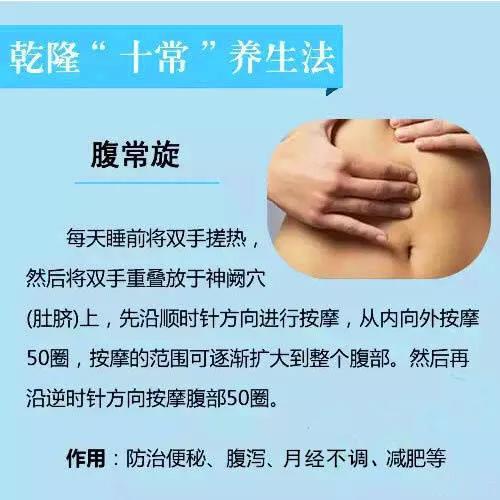 乾隆“十常”养生法
腹常旋
每天睡前将双手搓热，
然后将双手重叠放于神阙穴
(肚脐)上，先沿顺时针方向进行按摩，从内向外按摩
50圈，按摩的范围可逐渐扩大到整个腹部。然后再
沿逆时针方向按摩腹部50圈。
作用：防治便秘、腹泻、月经不调、减肥等